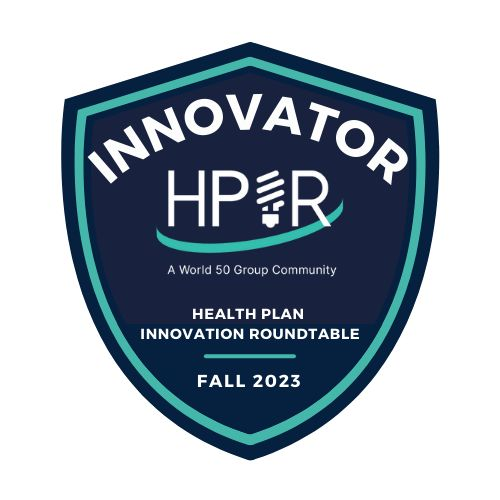 INNOVATOR
HPIR
A World 50 Group Community
HEALTH PLAN
INNOVATION ROUNDTABLE
FALL 2023